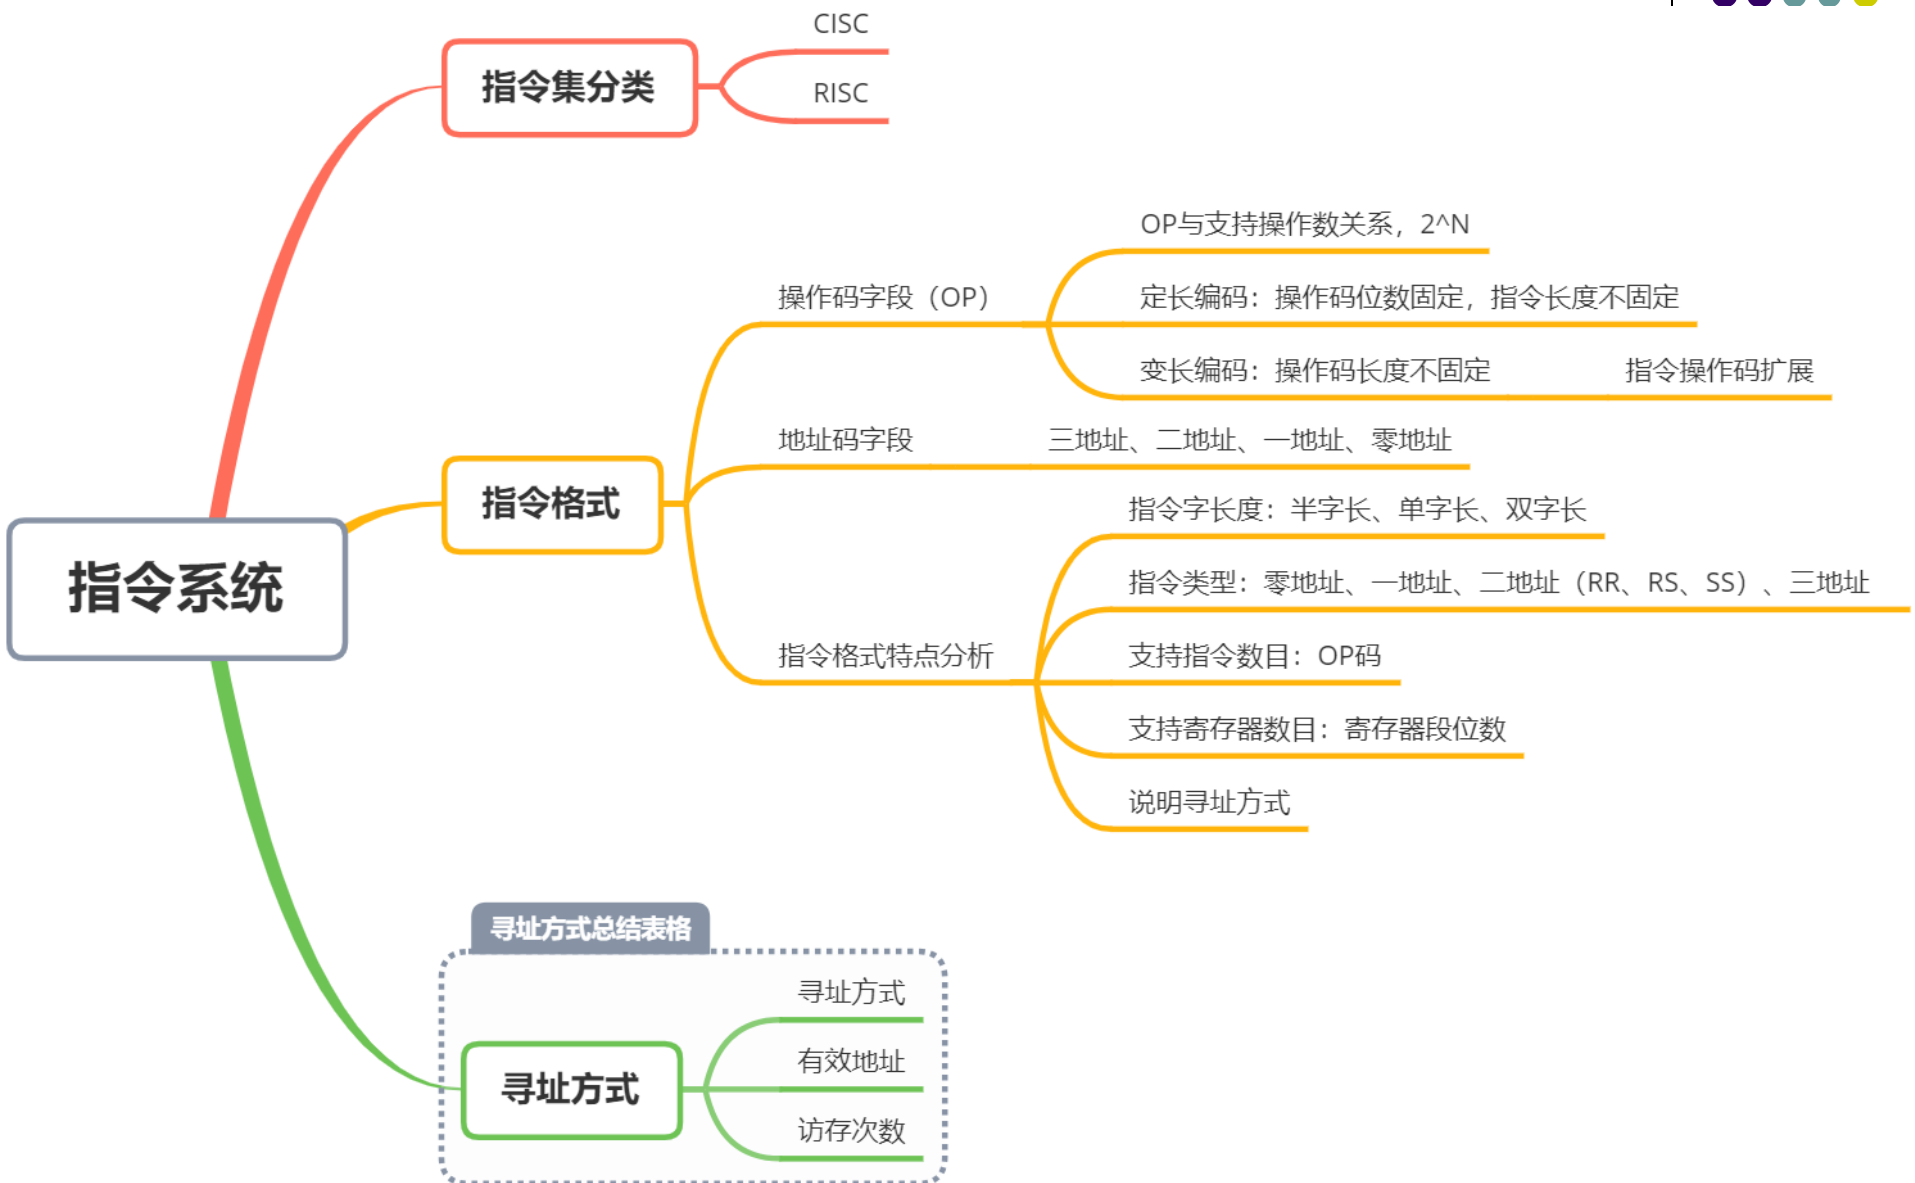 CISC
指令集分类
RISC
OP与支持操作数关系，2^N
操作码字段（OP）
定长编码：操作码位数固定，指令长度不固定
变长编码：操作码长度不固定
指令操作码扩展
地址码字段
三地址、二地址、一地址、零地址
指令格式
指令字长度：半字长、单字长、双字长
指令系统
指令类型：零地址、一地址、二地址（RR、RS、SS）、三地址
指令格式特点分析
支持指令数目：OP码
支持寄存器数目：寄存器段位数
说明寻址方式
寻址方式总结表格
寻址方式
有效地址
寻址方式
访存次数